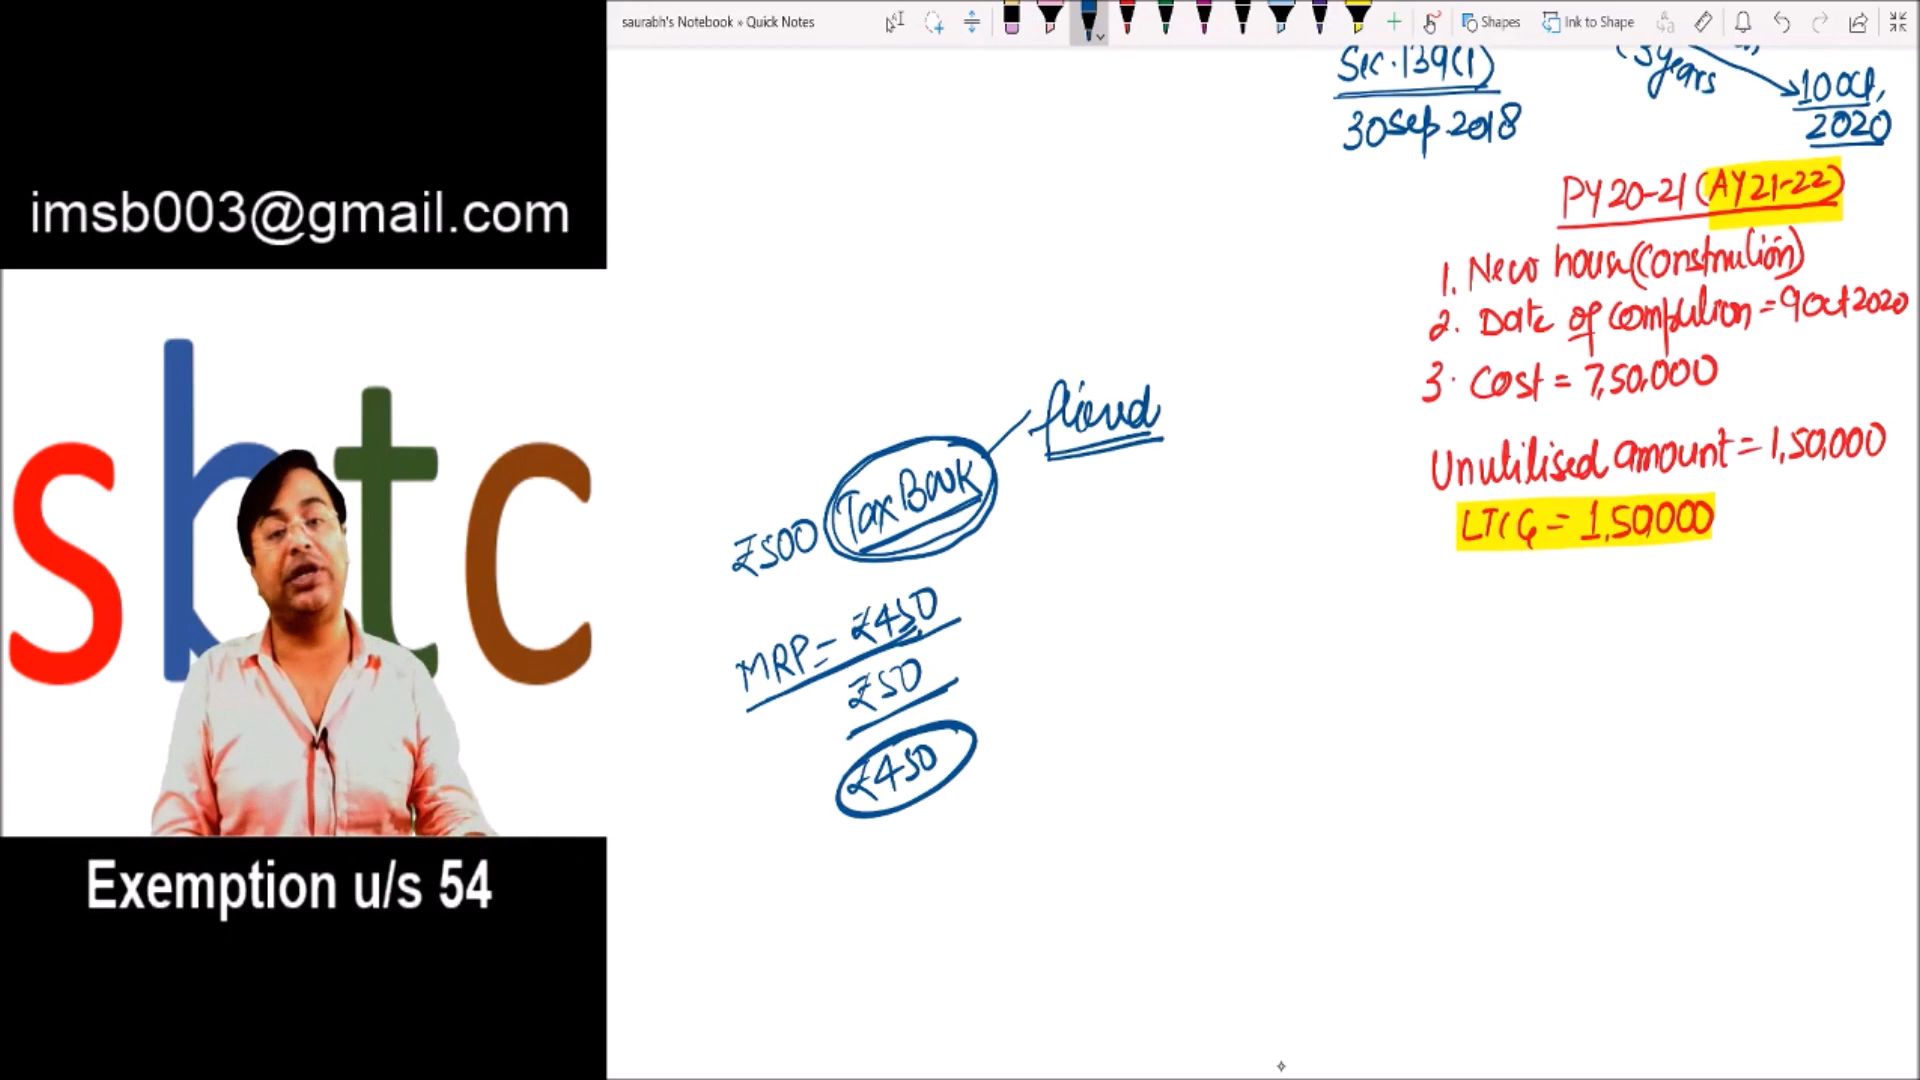 saurabh's Notebook » Quick Notes
Shapes
Ink to Shape
imsb003@gmail.com
sbtc
Exemption u/s 54
Sec.139(1)
30 Sep. 2018
3 years
10 Oct,
2020
PY 20-21 (AY 21-22)
1. New house (Construction)
2. Date of completion = 9 Oct 2020
3. Cost = 7,50,000
Unutilised amount = 1,50,000
LTCG = 1,50,000
friend
₹500 Tax Book
MRP = ₹450
₹50
₹450